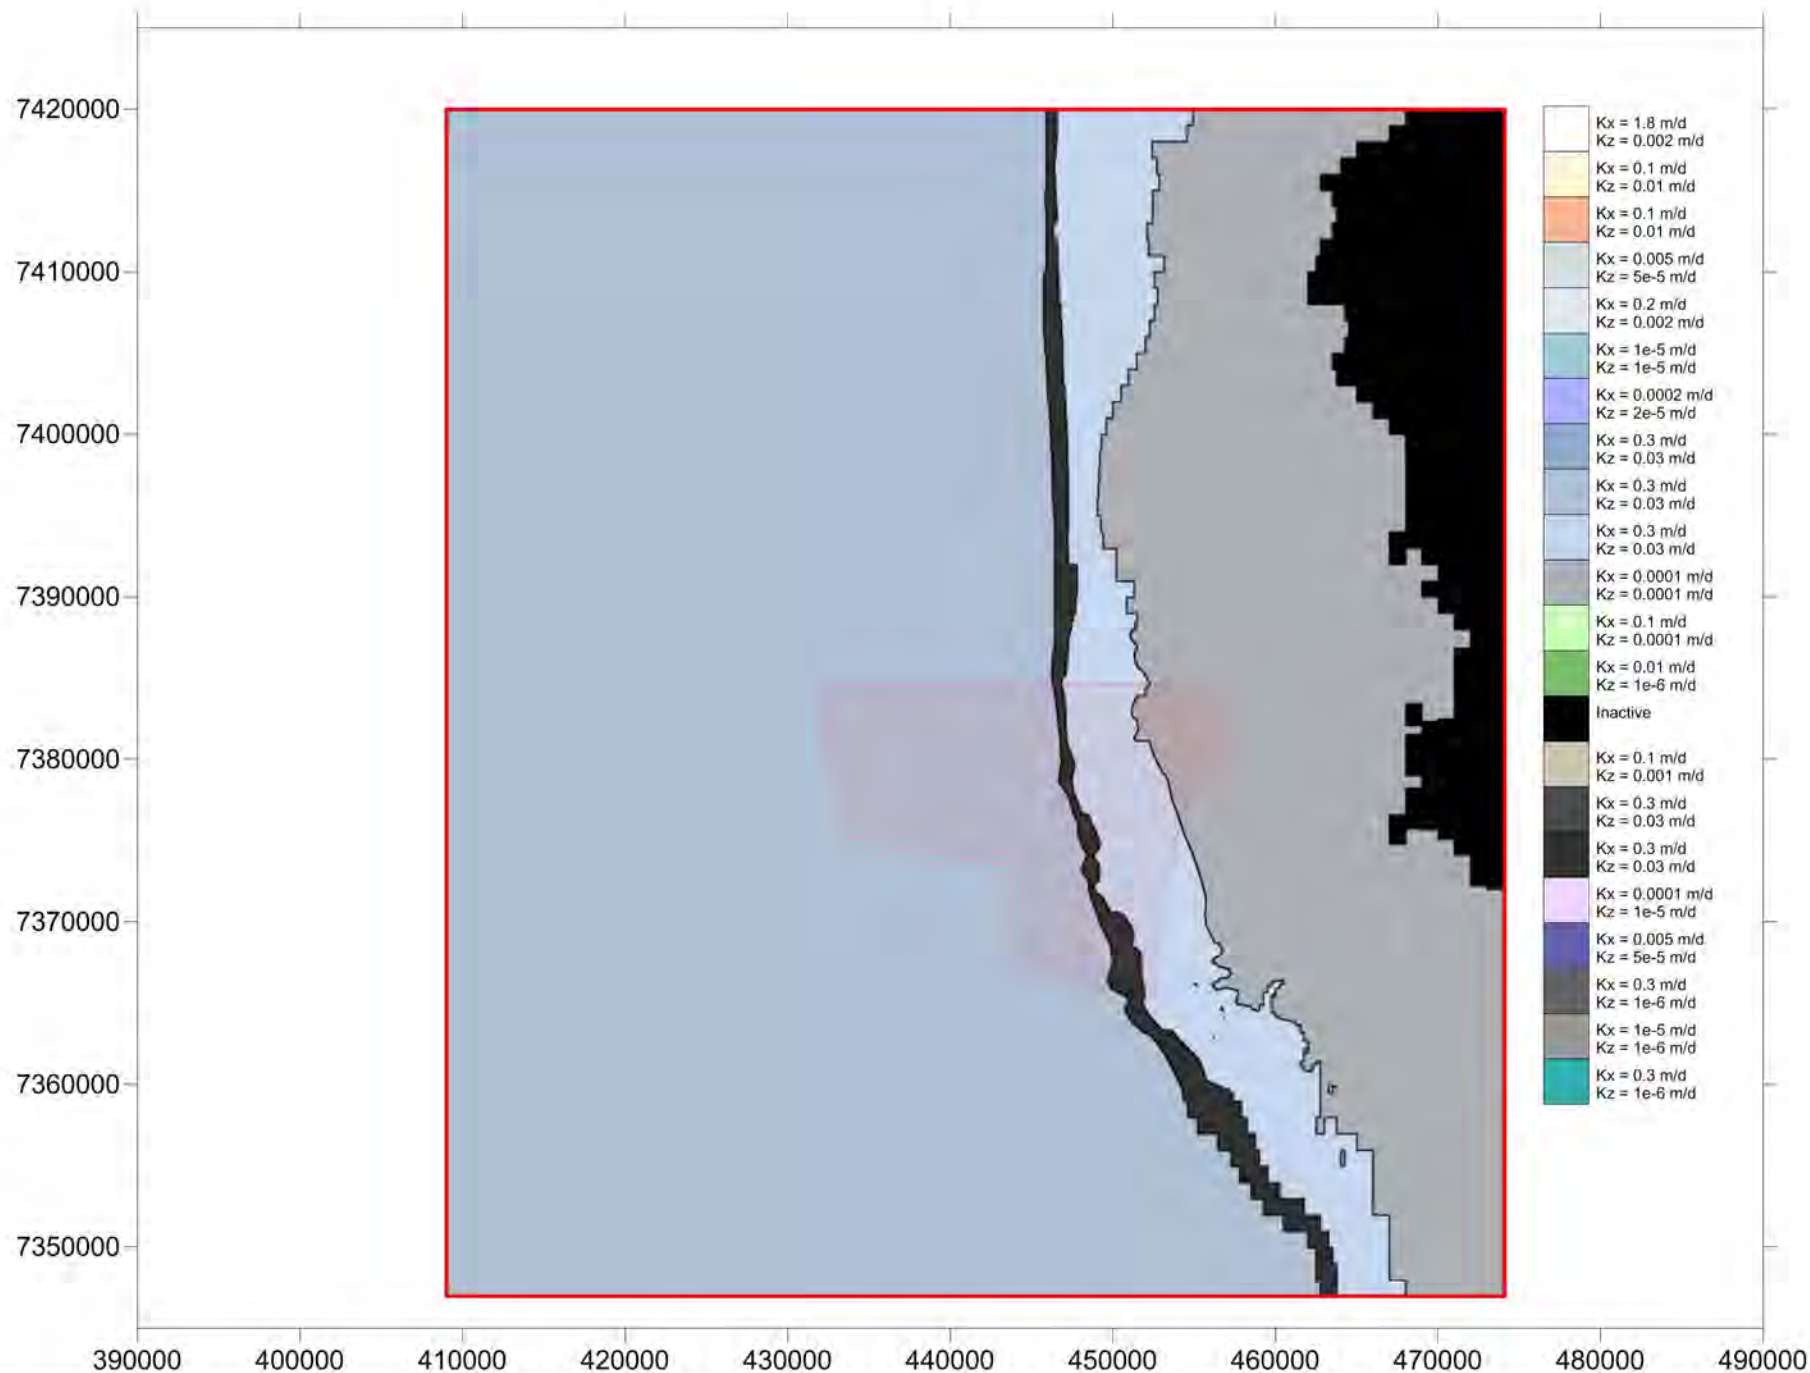 7420000
7410000
7400000
7390000
7380000
7370000
7360000
7350000
390000
400000
410000
420000
430000
440000
450000
460000
470000
480000
490000
Kx = 1.8 m/d
Kz = 0.002 m/d
Kx = 0.1 m/d
Kz = 0.01 m/d
Kx = 0.1 m/d
Kz = 0.01 m/d
Kx = 0.005 m/d
Kz = 5e-5 m/d
Kx = 0.2 m/d
Kz = 0.002 m/d
Kx = 1e-5 m/d
Kz = 1e-5 m/d
Kx = 0.0002 m/d
Kz = 2e-5 m/d
Kx = 0.3 m/d
Kz = 0.03 m/d
Kx = 0.3 m/d
Kz = 0.03 m/d
Kx = 0.3 m/d
Kz = 0.03 m/d
Kx = 0.0001 m/d
Kz = 0.0001 m/d
Kx = 0.1 m/d
Kz = 0.0001 m/d
Kx = 0.01 m/d
Kz = 1e-6 m/d
Inactive
Kx = 0.1 m/d
Kz = 0.001 m/d
Kx = 0.3 m/d
Kz = 0.03 m/d
Kx = 0.3 m/d
Kz = 0.03 m/d
Kx = 0.0001 m/d
Kz = 1e-5 m/d
Kx = 0.005 m/d
Kz = 5e-5 m/d
Kx = 0.3 m/d
Kz = 1e-6 m/d
Kx = 1e-5 m/d
Kz = 1e-6 m/d
Kx = 0.3 m/d
Kz = 1e-6 m/d